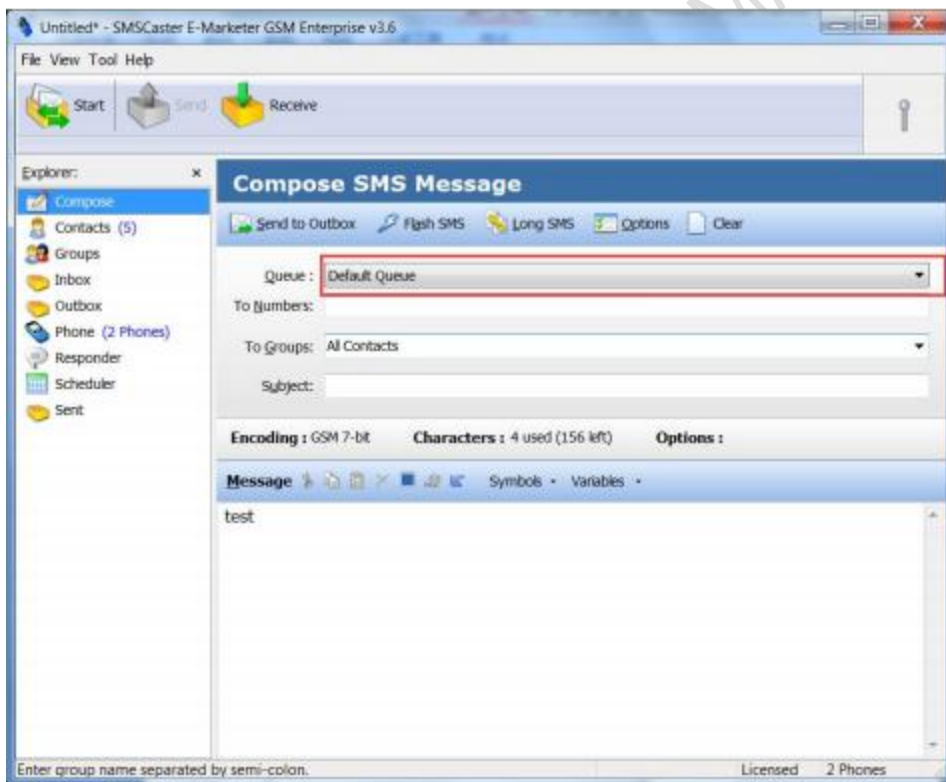 Untitled* - SMSCaster E-Marketer GSM Enterprise v3.6
File View Tool Help
Start Send Receive
Explorer: x
Compose
Contacts (5)
Groups
Inbox
Outbox
Phone (2 Phones)
Responder
Scheduler
Sent
Compose SMS Message
Send to Outbox Flash SMS Long SMS Options Clear
Queue : Default Queue
To Numbers:
To Groups: All Contacts
Subject:
Encoding : GSM 7-bit Characters : 4 used (156 left) Options :
Message Symbols Variables
test
Enter group name separated by semi-colon. Licensed 2 Phones